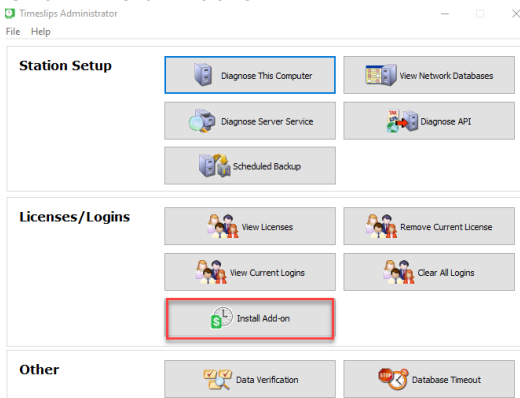 Timeslips Administrator
File Help
Station Setup
Diagnose This Computer
View Network Databases
Diagnose Server Service
Diagnose API
Scheduled Backup
Licenses/Logins
View Licenses
Remove Current License
View Current Logins
Clear All Logins
$
Install Add-on
Other
Data Verification
STOP
Database Timeout